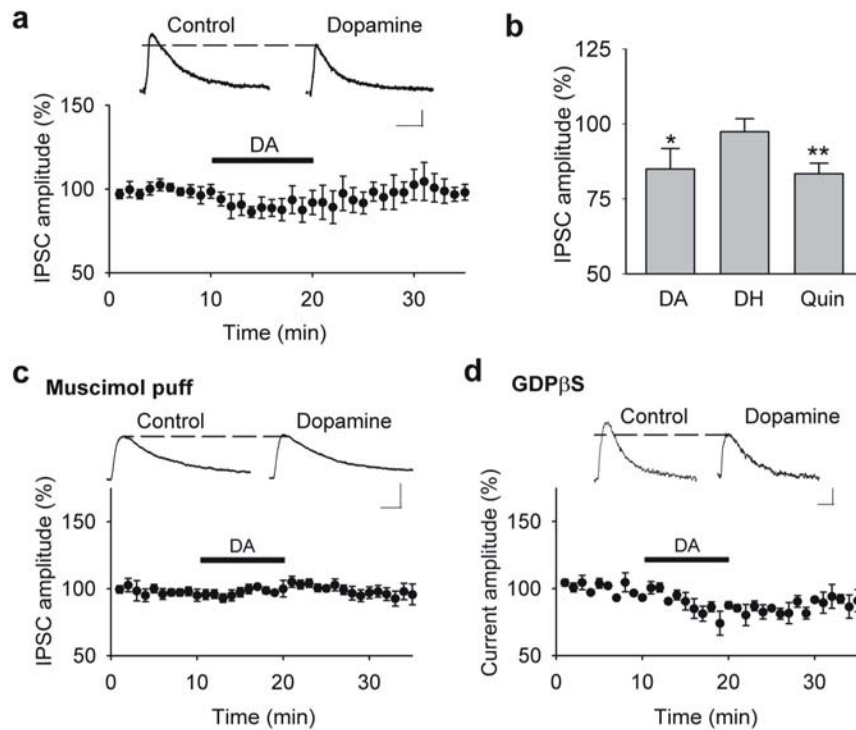 a
Control
Dopamine
150
100
50
IPSC amplitude (%)
DA
0
10
20
30
Time (min)
b
125
100
75
50
IPSC amplitude (%)
*
**
DA
DH
Quin
c
Muscimol puff
Control
Dopamine
150
100
50
IPSC amplitude (%)
DA
0
10
20
30
Time (min)
d
GDPβS
Control
Dopamine
150
100
50
Current amplitude (%)
DA
0
10
20
30
Time (min)